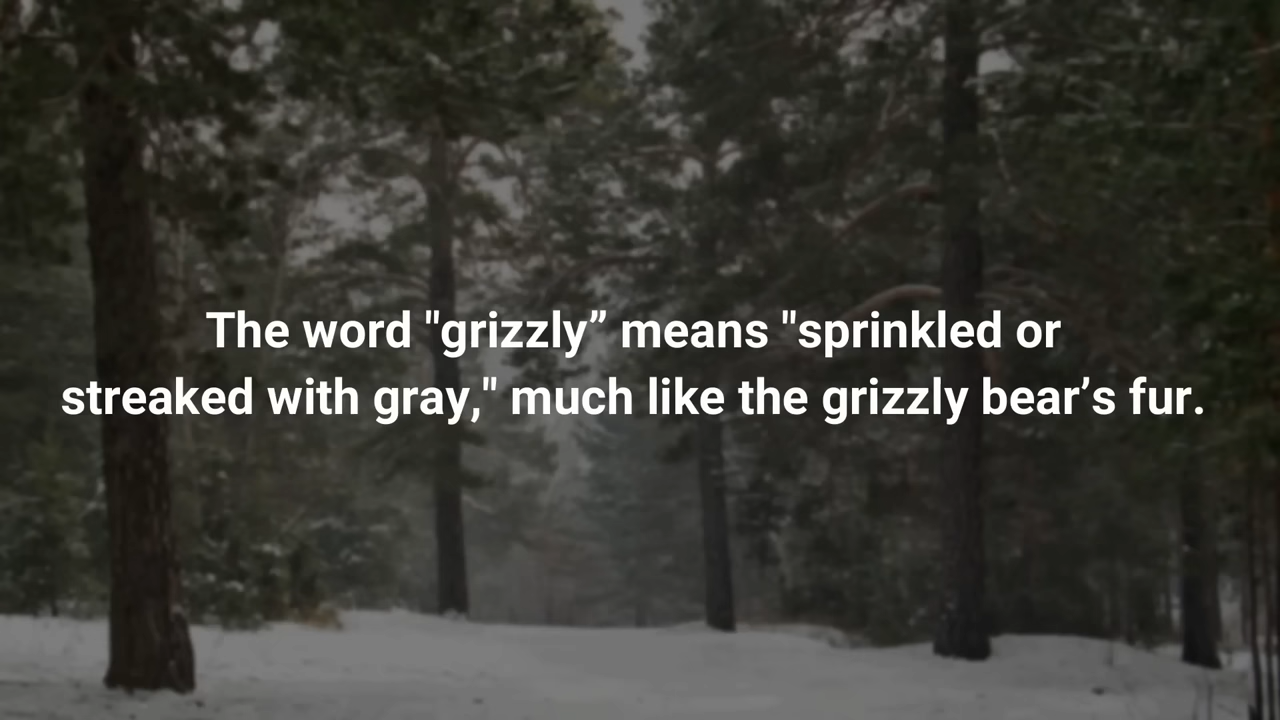 The word "grizzly” means "sprinkled or
streaked with gray," much like the grizzly bear’s fur.